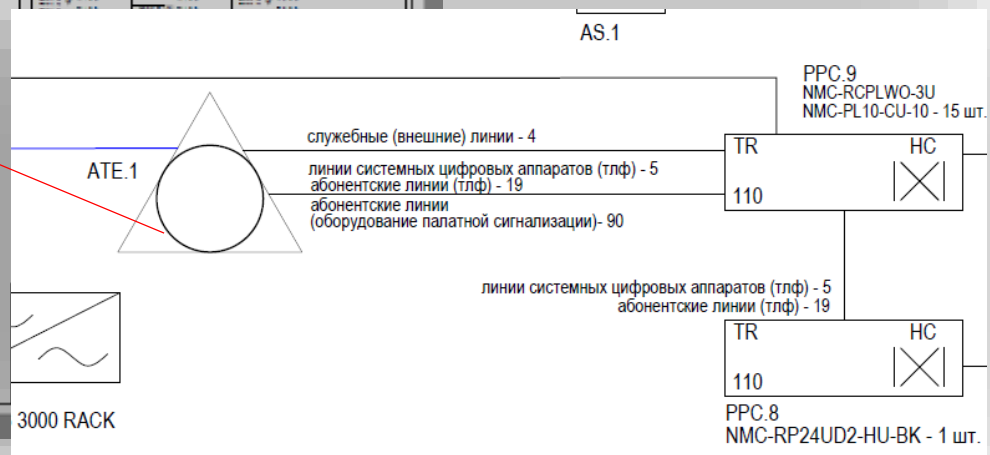 AS.1
PPC.9
NMC-RCPLWO-3U
NMC-PL10-CU-10 - 15 шт.
служебные (внешние) линии - 4
TR
HC
ATE.1
линии системных цифровых аппаратов (тлф) - 5
абонентские линии (тлф) - 19
110
абонентские линии
(оборудование палатной сигнализации)- 90
линии системных цифровых аппаратов (тлф) - 5
абонентские линии (тлф) - 19
TR
HC
110
3000 RACK
PPC.8
NMC-RP24UD2-HU-BK - 1 шт.